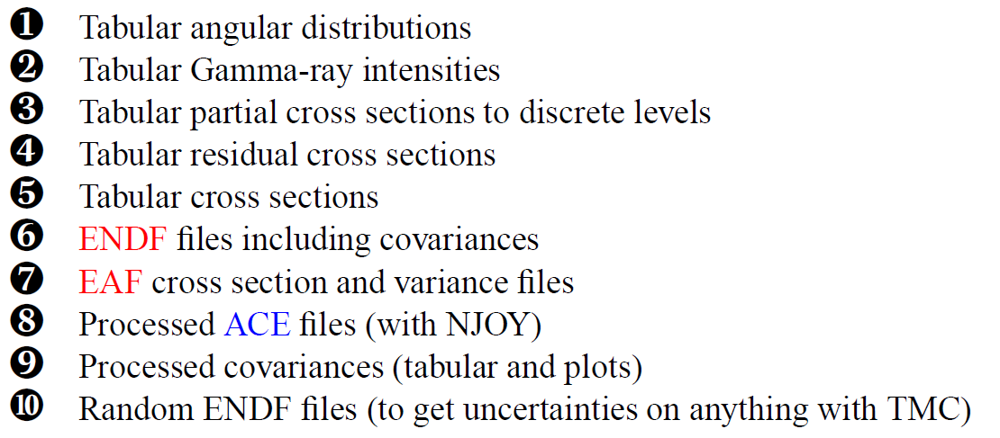 ❶ Tabular angular distributions
❷ Tabular Gamma-ray intensities
❸ Tabular partial cross sections to discrete levels
❹ Tabular residual cross sections
❺ Tabular cross sections
❻ ENDF files including covariances
❼ EAF cross section and variance files
❽ Processed ACE files (with NJOY)
❾ Processed covariances (tabular and plots)
❿ Random ENDF files (to get uncertainties on anything with TMC)